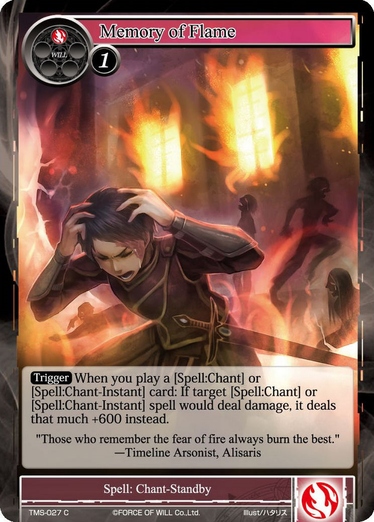 Memory of Flame
WILL
1
Trigger When you play a [Spell:Chant] or
[Spell:Chant-Instant] card: If target [Spell:Chant] or
[Spell:Chant-Instant] spell would deal damage, it deals
that much +600 instead.
"Those who remember the fear of fire always burn the best."
—Timeline Arsonist, Alisaris
Spell: Chant-Standby
TMS-027 C ©FORCE OF WILL Co.,Ltd. Illust/ハタリス